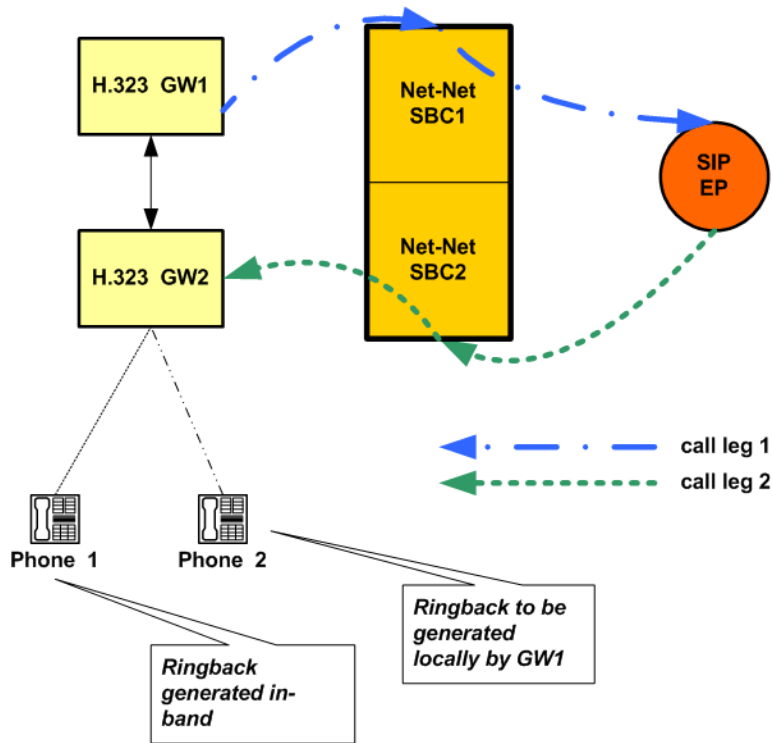 H.323 GW1
Net-Net
SBC1
SIP
EP
H.323 GW2
Net-Net
SBC2
call leg 1
call leg 2
Phone 1
Phone 2
Ringback to be
generated
locally by GW1
Ringback
generated in-
band